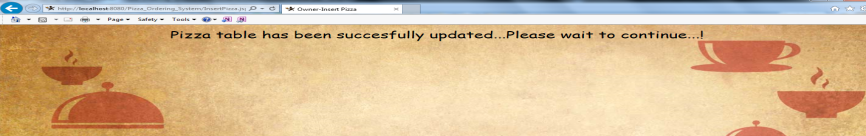 http://localhost:8080/Pizza_Ordering_System/InsertPizza.jsp
Owner-Insert Pizza
Page Safety Tools
Pizza table has been succesfully updated...Please wait to continue...!